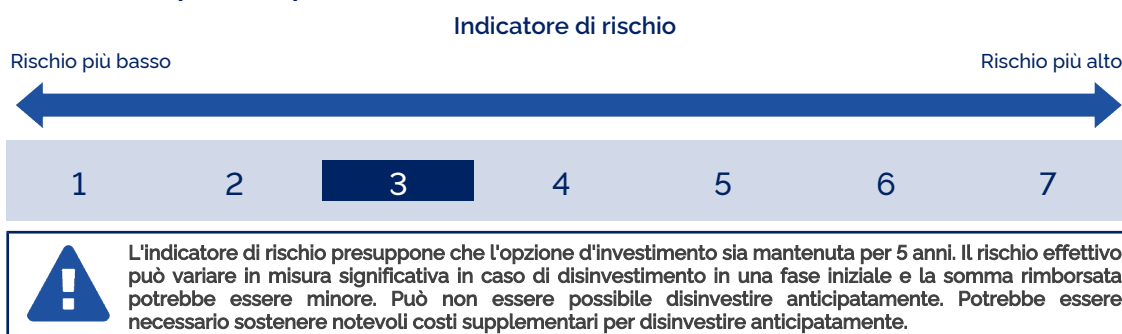 Indicatore di rischio
Rischio più basso Rischio più alto
1 2 3 4 5 6 7
L'indicatore di rischio presuppone che l'opzione d'investimento sia mantenuta per 5 anni. Il rischio effettivo
può variare in misura significativa in caso di disinvestimento in una fase iniziale e la somma rimborsata
potrebbe essere minore. Può non essere possibile disinvestire anticipatamente. Potrebbe essere
necessario sostenere notevoli costi supplementari per disinvestire anticipatamente.